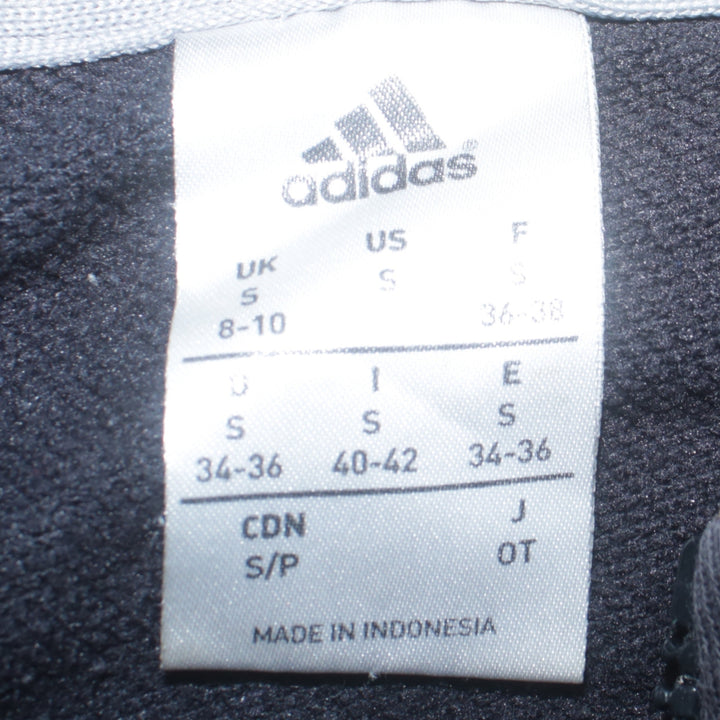 adidas®
UK US F
S S S
8-10 36-38
D I E
S S S
34-36 40-42 34-36
CDN J
S/P OT
MADE IN INDONESIA